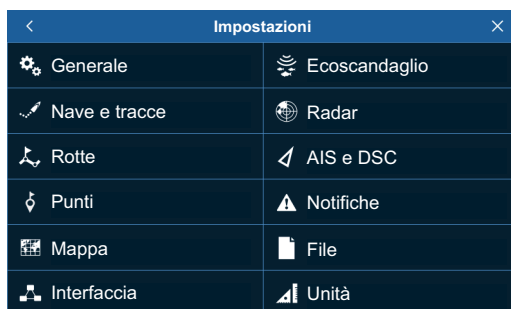 Impostazioni
Generale
Ecoscandaglio
Nave e tracce
Radar
Rotte
AIS e DSC
Punti
Notifiche
Mappa
File
Interfaccia
Unità